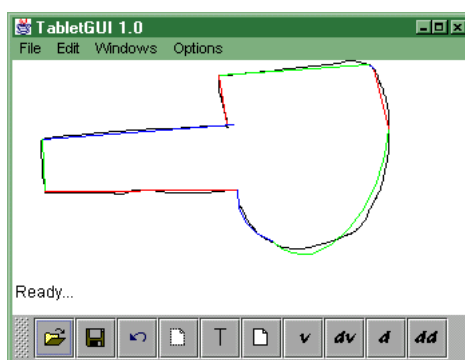 TabletGUI 1.0
File Edit Windows Options
Ready...
T v dv d dd